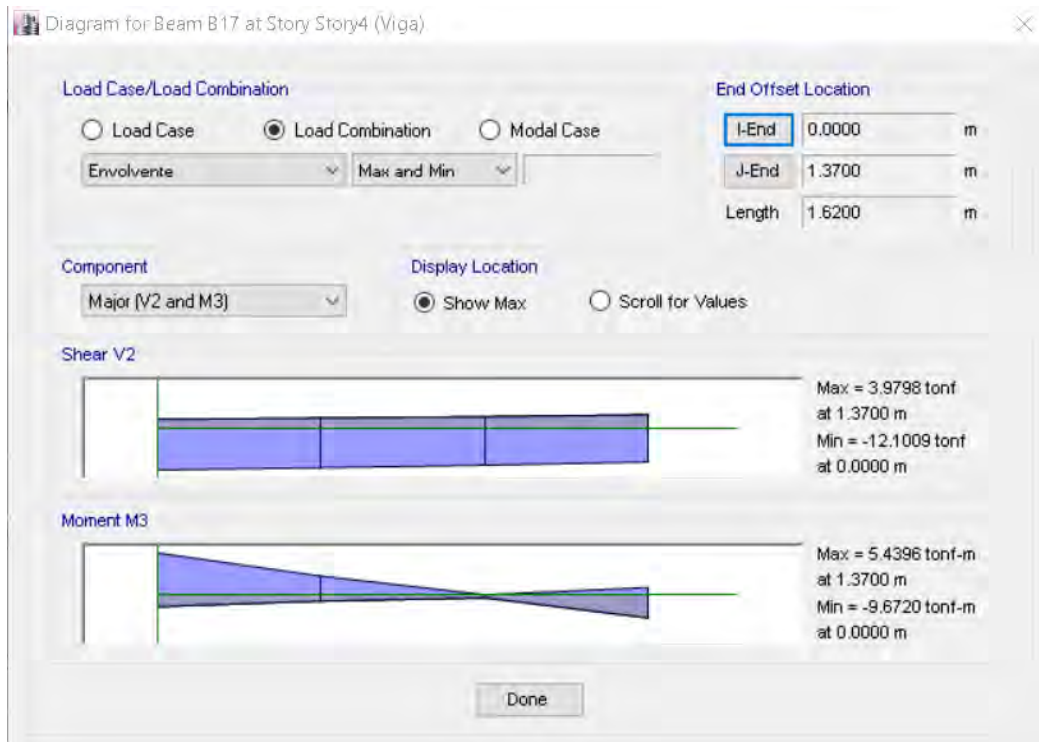 Diagram for Beam B17 at Story Story4 (Viga)
Load Case/Load Combination
Load Case Load Combination Modal Case
Envolvente Max and Min
End Offset Location
I-End 0.0000 m
J-End 1.3700 m
Length 1.6200 m
Component
Major (V2 and M3)
Display Location
Show Max Scroll for Values
Shear V2
Max = 3.9798 tonf
at 1.3700 m
Min = -12.1009 tonf
at 0.0000 m
Moment M3
Max = 5.4396 tonf-m
at 1.3700 m
Min = -9.6720 tonf-m
at 0.0000 m
Done